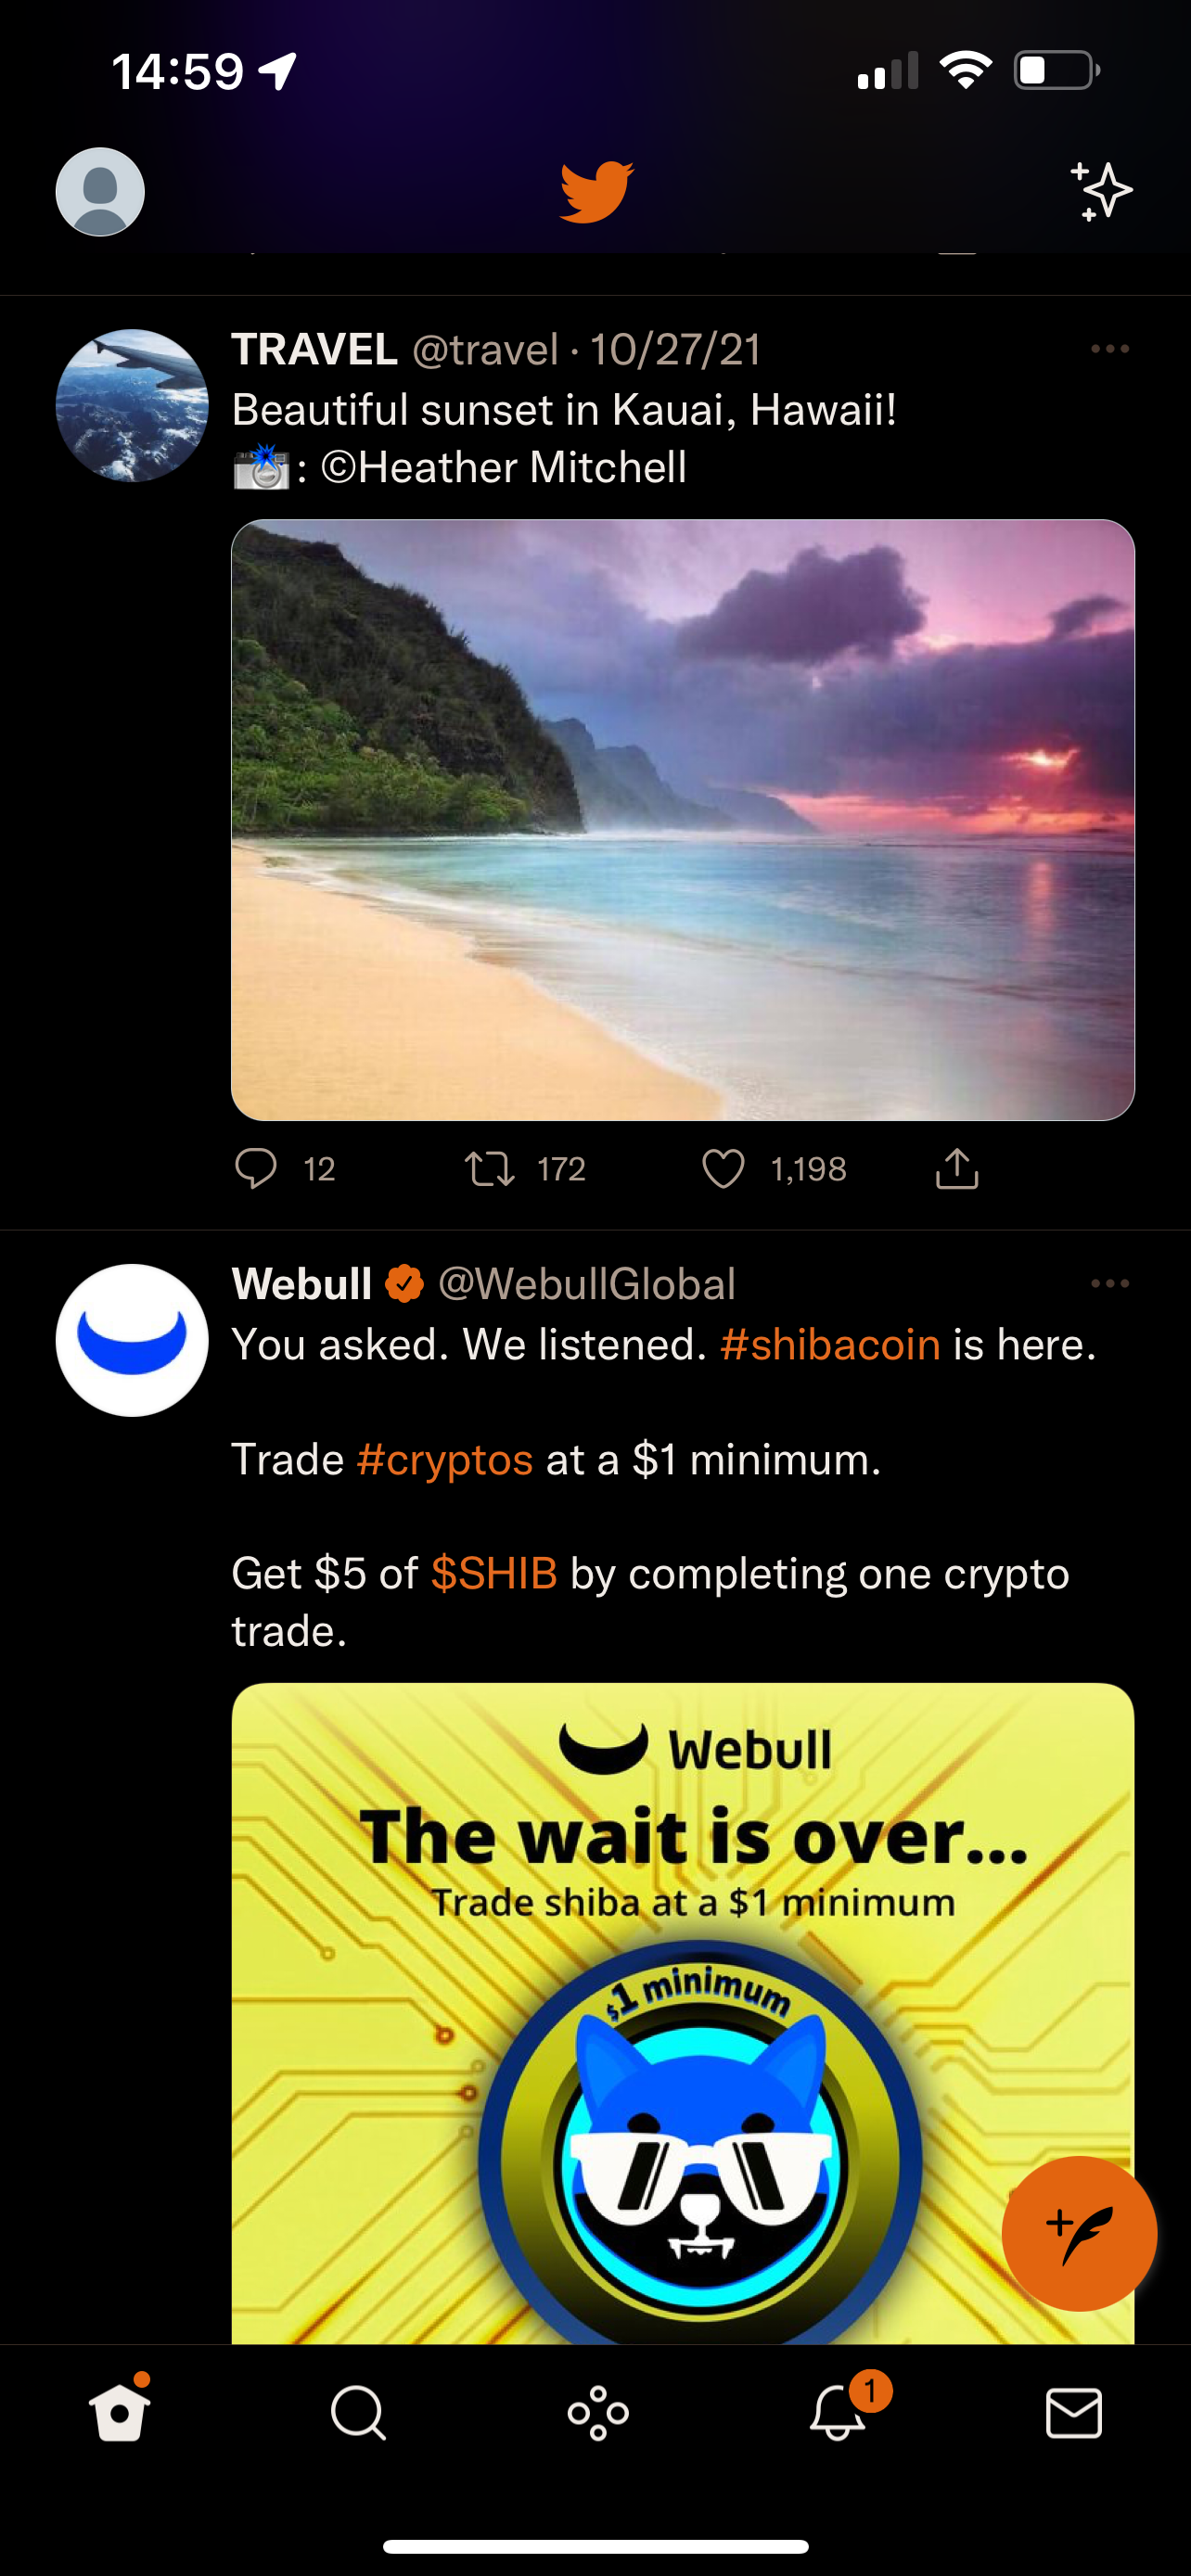 14:59
TRAVEL @travel · 10/27/21
Beautiful sunset in Kauai, Hawaii!
📸: ©Heather Mitchell
12 172 1,198
Webull @WebullGlobal
You asked. We listened. #shibacoin is here.
Trade #cryptos at a $1 minimum.
Get $5 of $SHIB by completing one crypto
trade.
Webull
The wait is over...
Trade shiba at a $1 minimum
$1 minimum
1